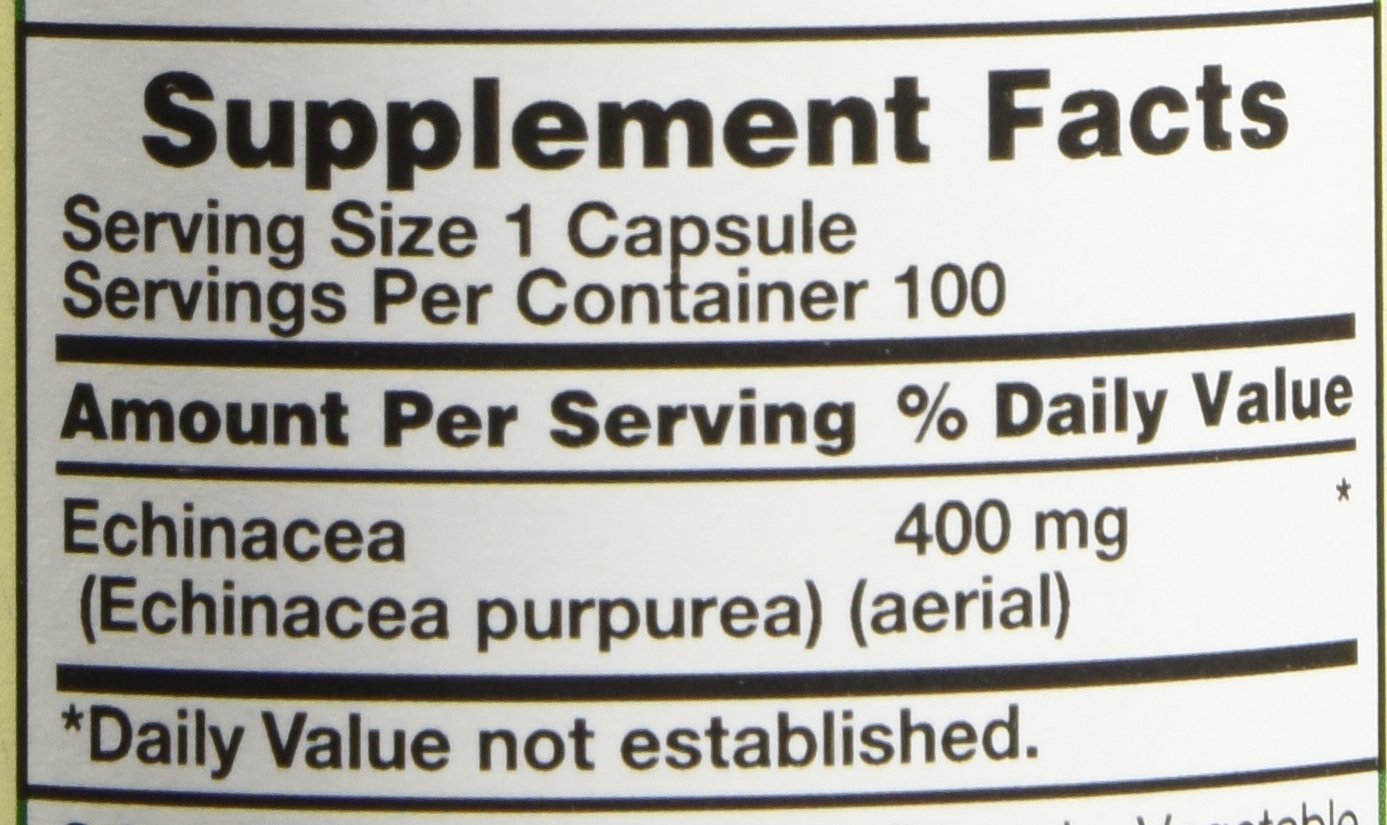 Supplement Facts
Serving Size 1 Capsule
Servings Per Container 100
Amount Per Serving % Daily Value
Echinacea 400 mg *
(Echinacea purpurea) (aerial)
*Daily Value not established.
Vegetable